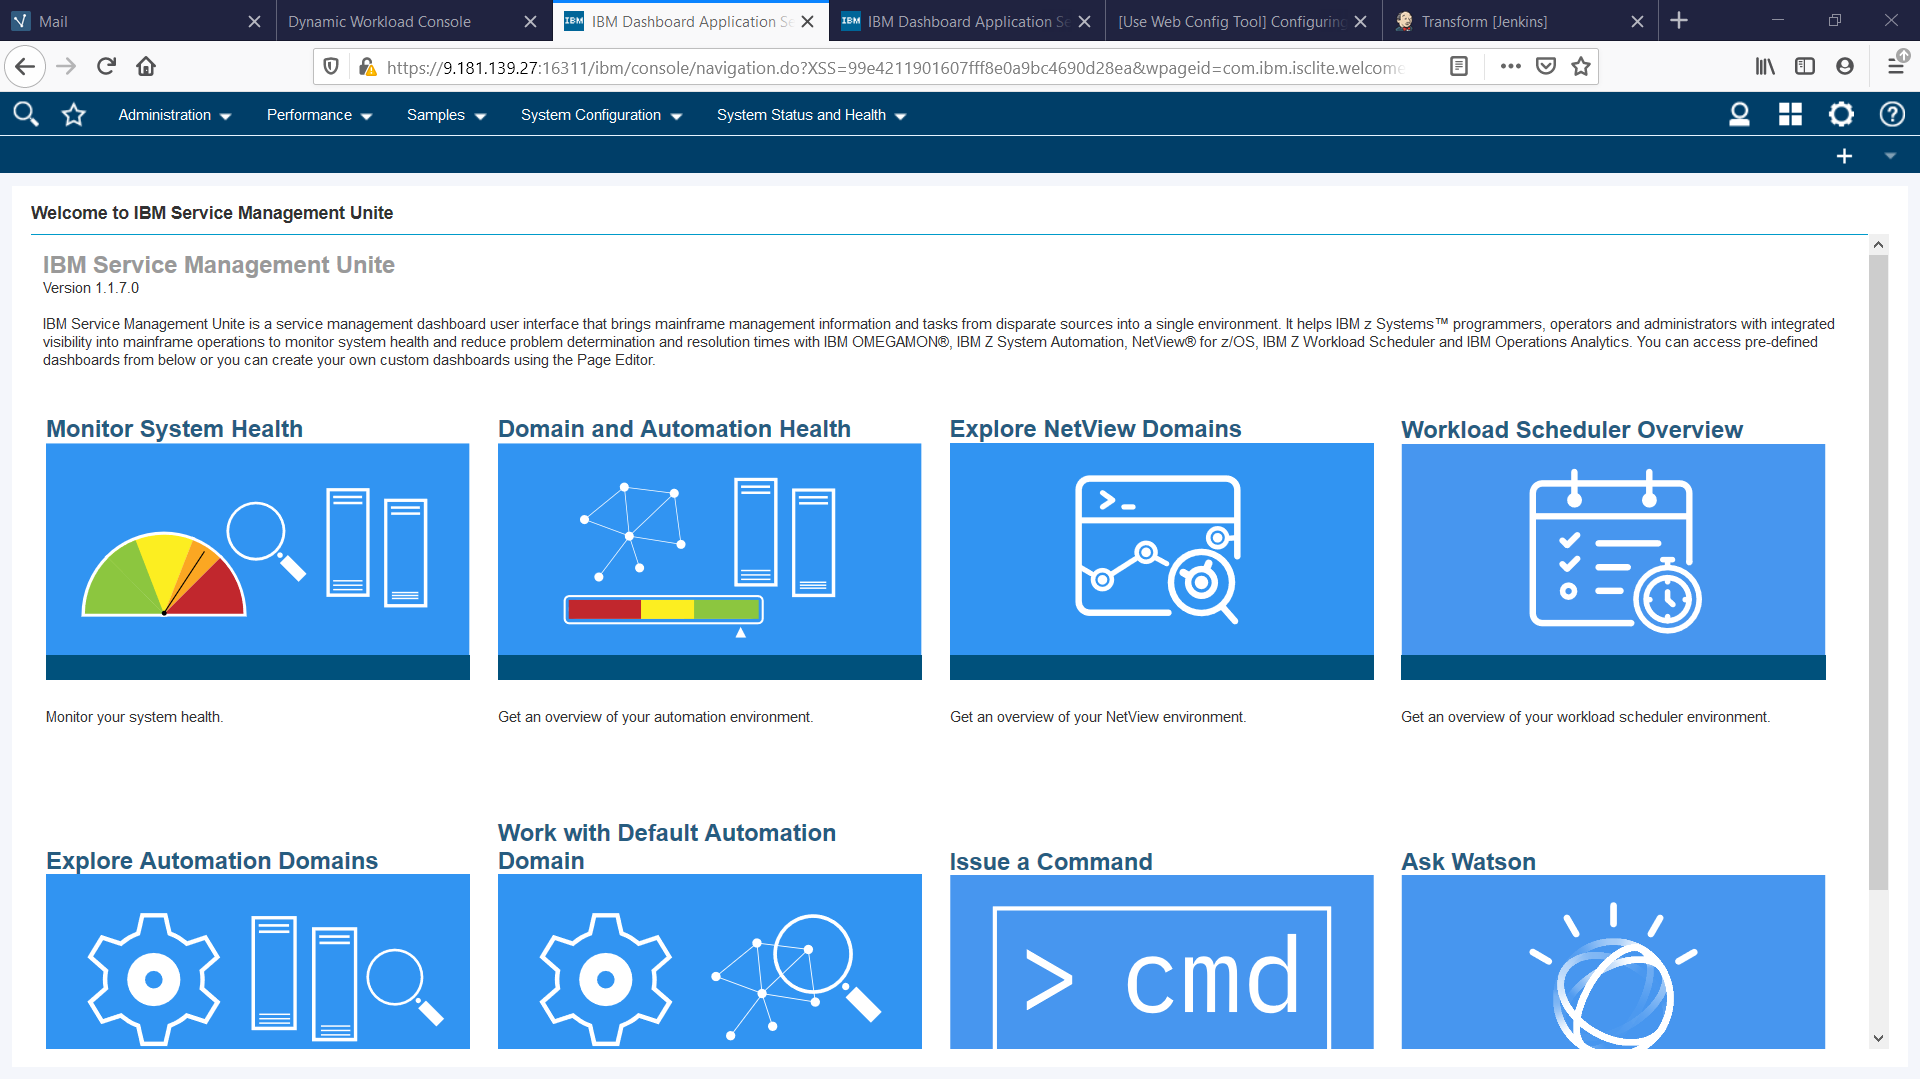 Mail
Dynamic Workload Console
IBM
IBM Dashboard Application Se
IBM
IBM Dashboard Application Se
[Use Web Config Tool] Configuring
Transform [Jenkins]
https://9.181.139.27:16311/ibm/console/navigation.do?XSS=99e4211901607fff8e0a9bc4690d28ea&wpageid=com.ibm.isclite.welcome
Administration
Performance
Samples
System Configuration
System Status and Health
Welcome to IBM Service Management Unite
IBM Service Management Unite
Version 1.1.7.0
IBM Service Management Unite is a service management dashboard user interface that brings mainframe management information and tasks from disparate sources into a single environment. It helps IBM z Systems™ programmers, operators and administrators with integrated
visibility into mainframe operations to monitor system health and reduce problem determination and resolution times with IBM OMEGAMON®, IBM Z System Automation, NetView® for z/OS, IBM Z Workload Scheduler and IBM Operations Analytics. You can access pre-defined
dashboards from below or you can create your own custom dashboards using the Page Editor.
Monitor System Health
Domain and Automation Health
Explore NetView Domains
Workload Scheduler Overview
Monitor your system health.
Get an overview of your automation environment.
Get an overview of your NetView environment.
Get an overview of your workload scheduler environment.
Explore Automation Domains
Work with Default Automation
Domain
Issue a Command
Ask Watson
> cmd